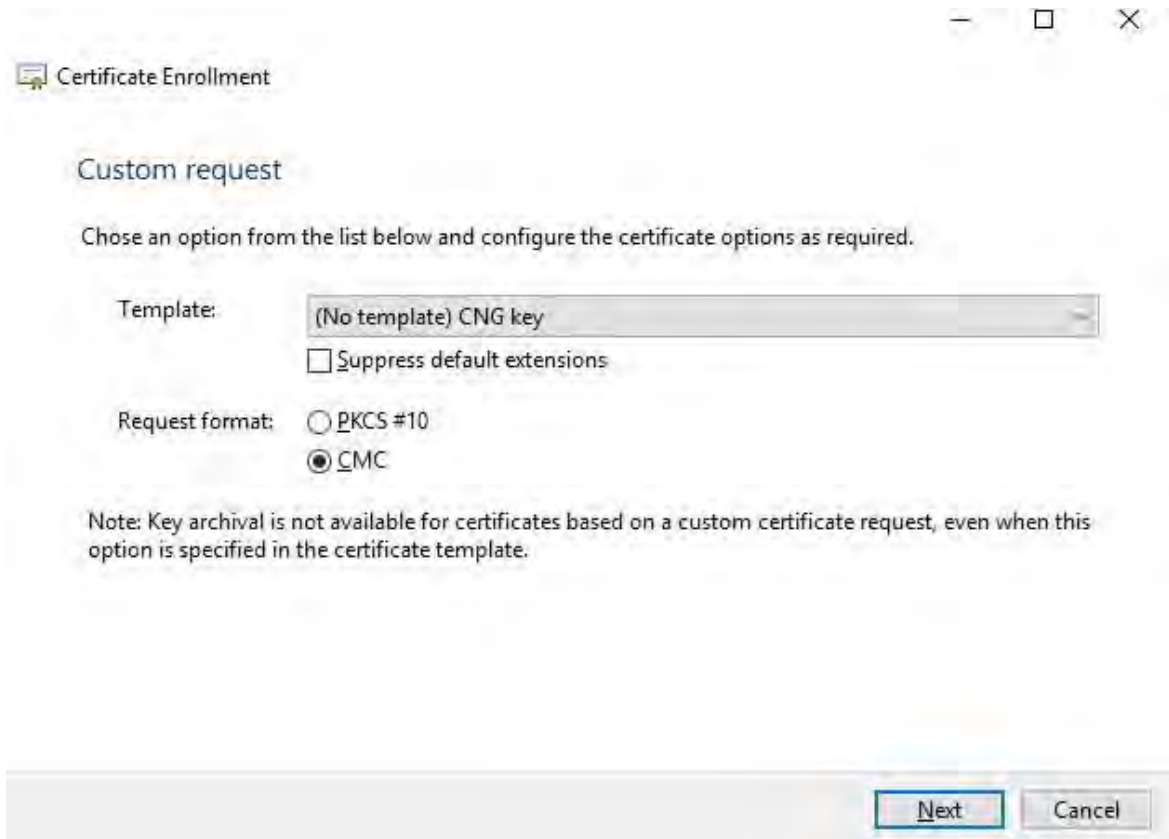 Certificate Enrollment
Custom request
Chose an option from the list below and configure the certificate options as required.
Template:
(No template) CNG key
Suppress default extensions
Request format:
PKCS #10
CMC
Note: Key archival is not available for certificates based on a custom certificate request, even when this
option is specified in the certificate template.
Next
Cancel